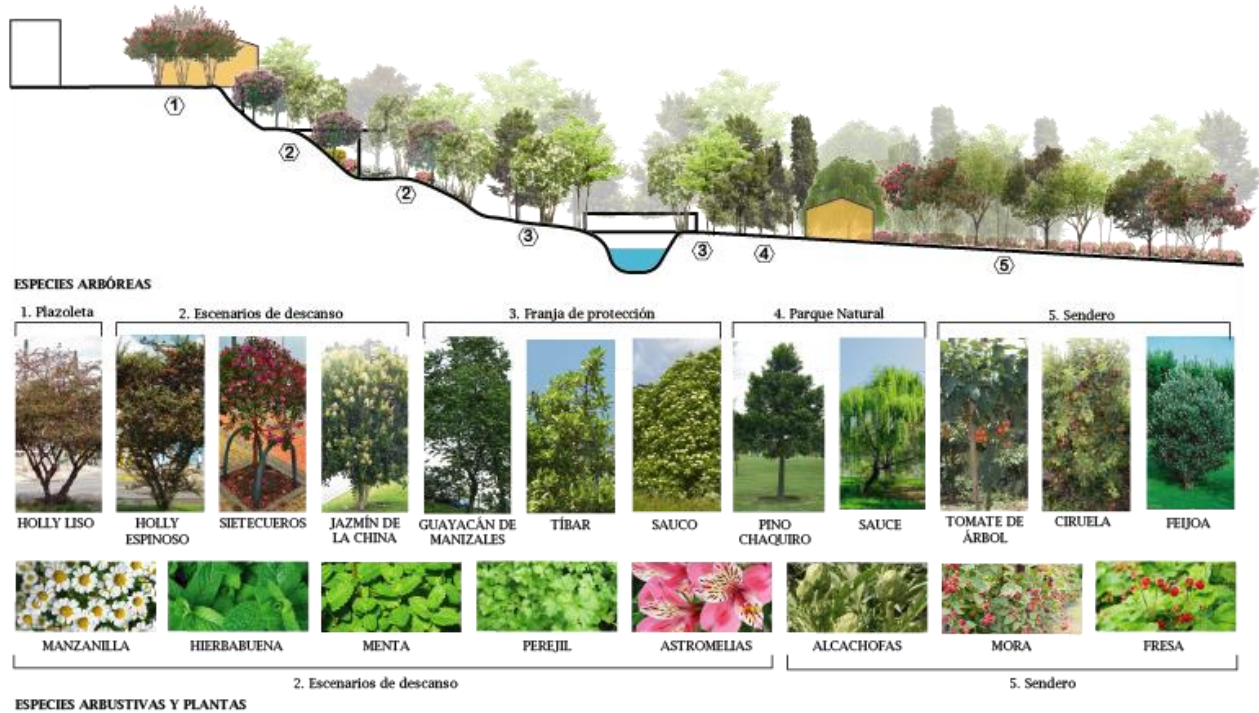 1
2
2
3
3
4
5
ESPECIES ARBÓREAS
1. Plazoleta
2. Escenarios de descanso
3. Franja de protección
4. Parque Natural
5. Sendero
HOLLY LISO
HOLLY
ESPINOSO
SIETECUEROS
JAZMÍN DE
LA CHINA
GUAYACÁN DE
MANIZALES
TÍBAR
SAUCO
PINO
CHAQUIRO
SAUCE
TOMATE DE
ÁRBOL
CIRUELA
FEIJOA
MANZANILLA
HIERBABUENA
MENTA
PEREJIL
ASTROMELIAS
ALCACHOFAS
MORA
FRESA
2. Escenarios de descanso
5. Sendero
ESPECIES ARBUSTIVAS Y PLANTAS